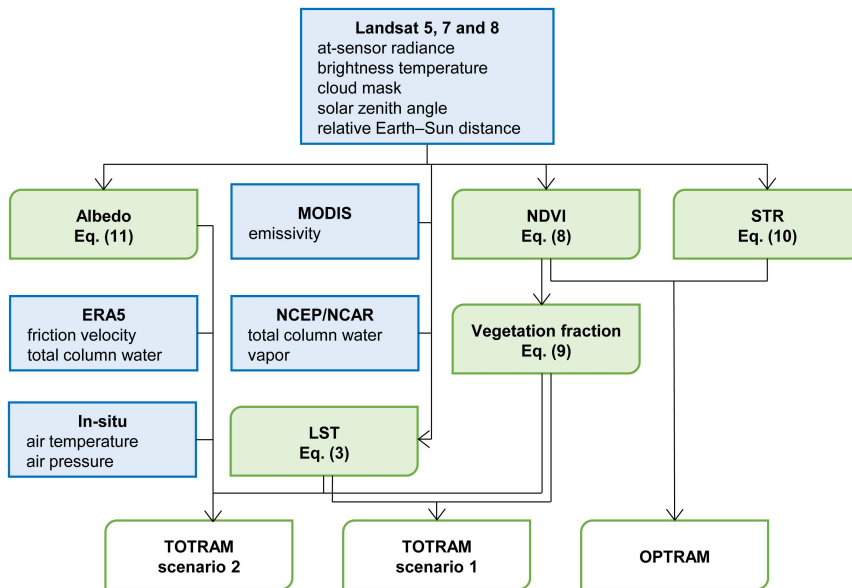 Landsat 5, 7 and 8
at-sensor radiance
brightness temperature
cloud mask
solar zenith angle
relative Earth–Sun distance
Albedo
Eq. (11)
MODIS
emissivity
NDVI
Eq. (8)
STR
Eq. (10)
ERA5
friction velocity
total column water
NCEP/NCAR
total column water
vapor
Vegetation fraction
Eq. (9)
In-situ
air temperature
air pressure
LST
Eq. (3)
TOTRAM
scenario 2
TOTRAM
scenario 1
OPTRAM